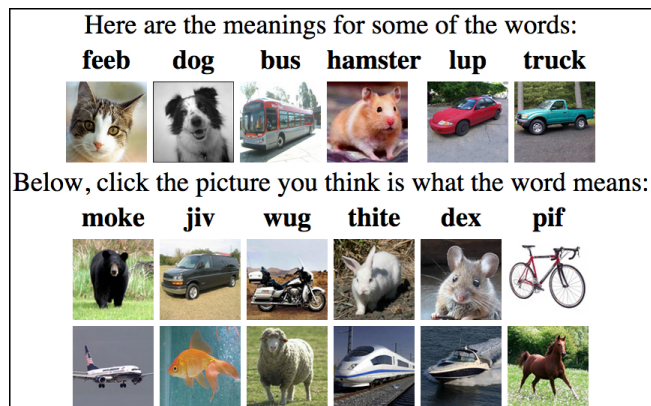 Here are the meanings for some of the words:
feeb dog bus hamster lup truck
Below, click the picture you think is what the word means:
moke jiv wug thite dex pif